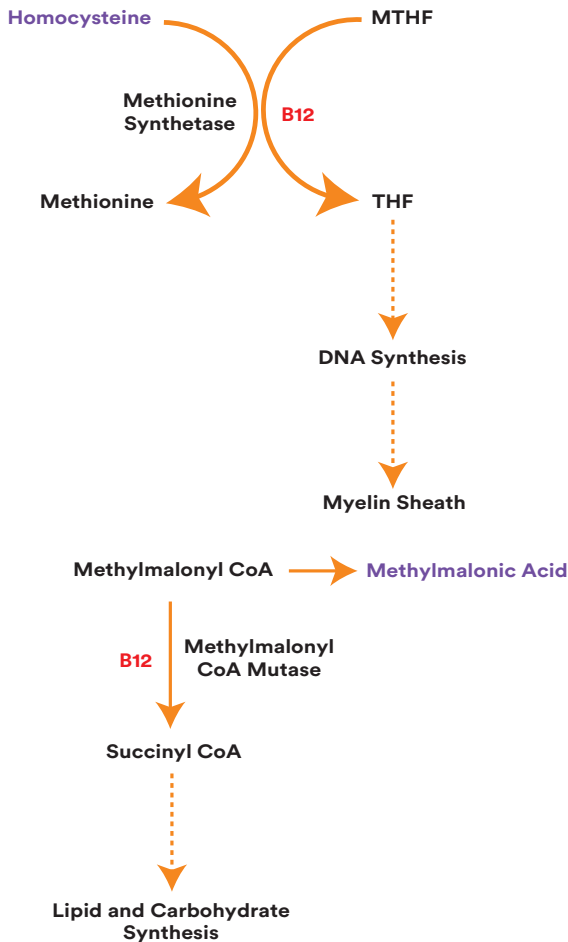 Homocysteine
MTHF
Methionine
Synthetase
B12
Methionine
THF
DNA Synthesis
Myelin Sheath
Methylmalonyl CoA
Methylmalonic Acid
B12
Methylmalonyl
CoA Mutase
Succinyl CoA
Lipid and Carbohydrate
Synthesis